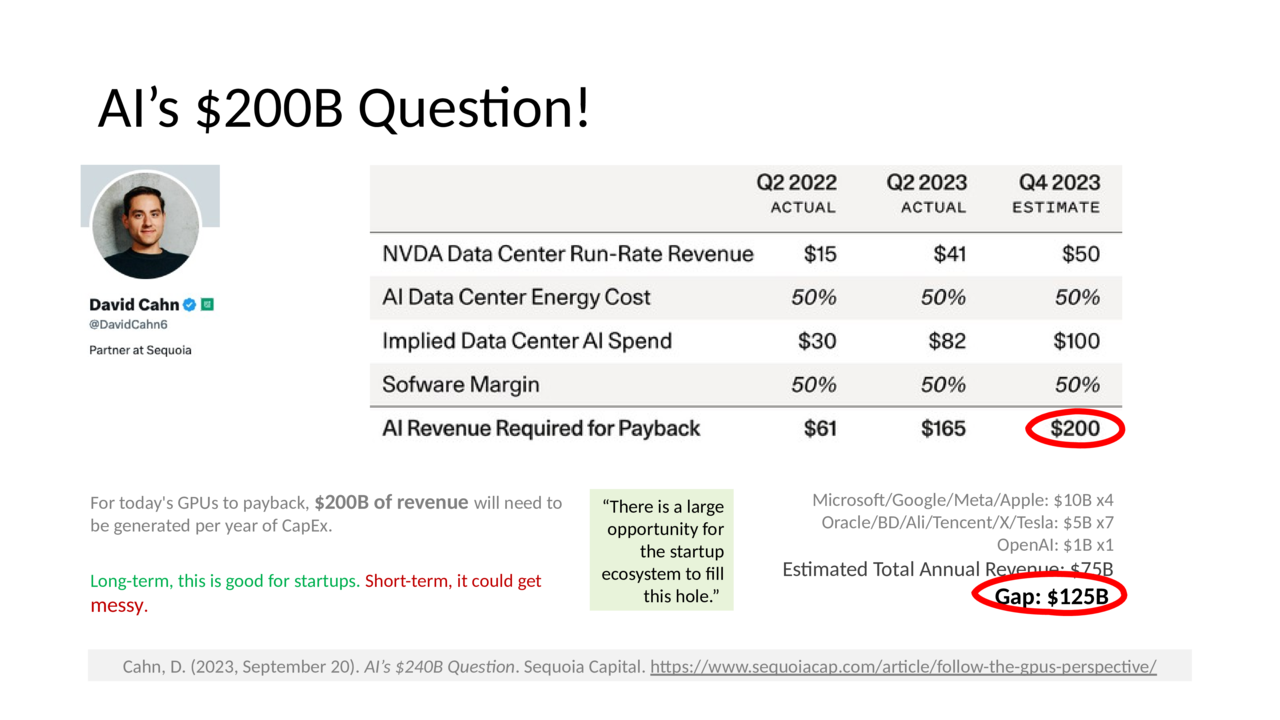 AI’s $200B Question!
David Cahn
@DavidCahn6
Partner at Sequoia
Q2 2022 Q2 2023 Q4 2023
ACTUAL ACTUAL ESTIMATE
NVDA Data Center Run-Rate Revenue $15 $41 $50
AI Data Center Energy Cost 50% 50% 50%
Implied Data Center AI Spend $30 $82 $100
Sofware Margin 50% 50% 50%
AI Revenue Required for Payback $61 $165 $200
For today's GPUs to payback, $200B of revenue will need to
be generated per year of CapEx.
Long-term, this is good for startups. Short-term, it could get
messy.
“There is a large
opportunity for
the startup
ecosystem to fill
this hole.”
Microsoft/Google/Meta/Apple: $10B x4
Oracle/BD/Ali/Tencent/X/Tesla: $5B x7
OpenAI: $1B x1
Estimated Total Annual Revenue: $75B
Gap: $125B
Cahn, D. (2023, September 20). AI’s $240B Question. Sequoia Capital. https://www.sequoiacap.com/article/follow-the-gpus-perspective/